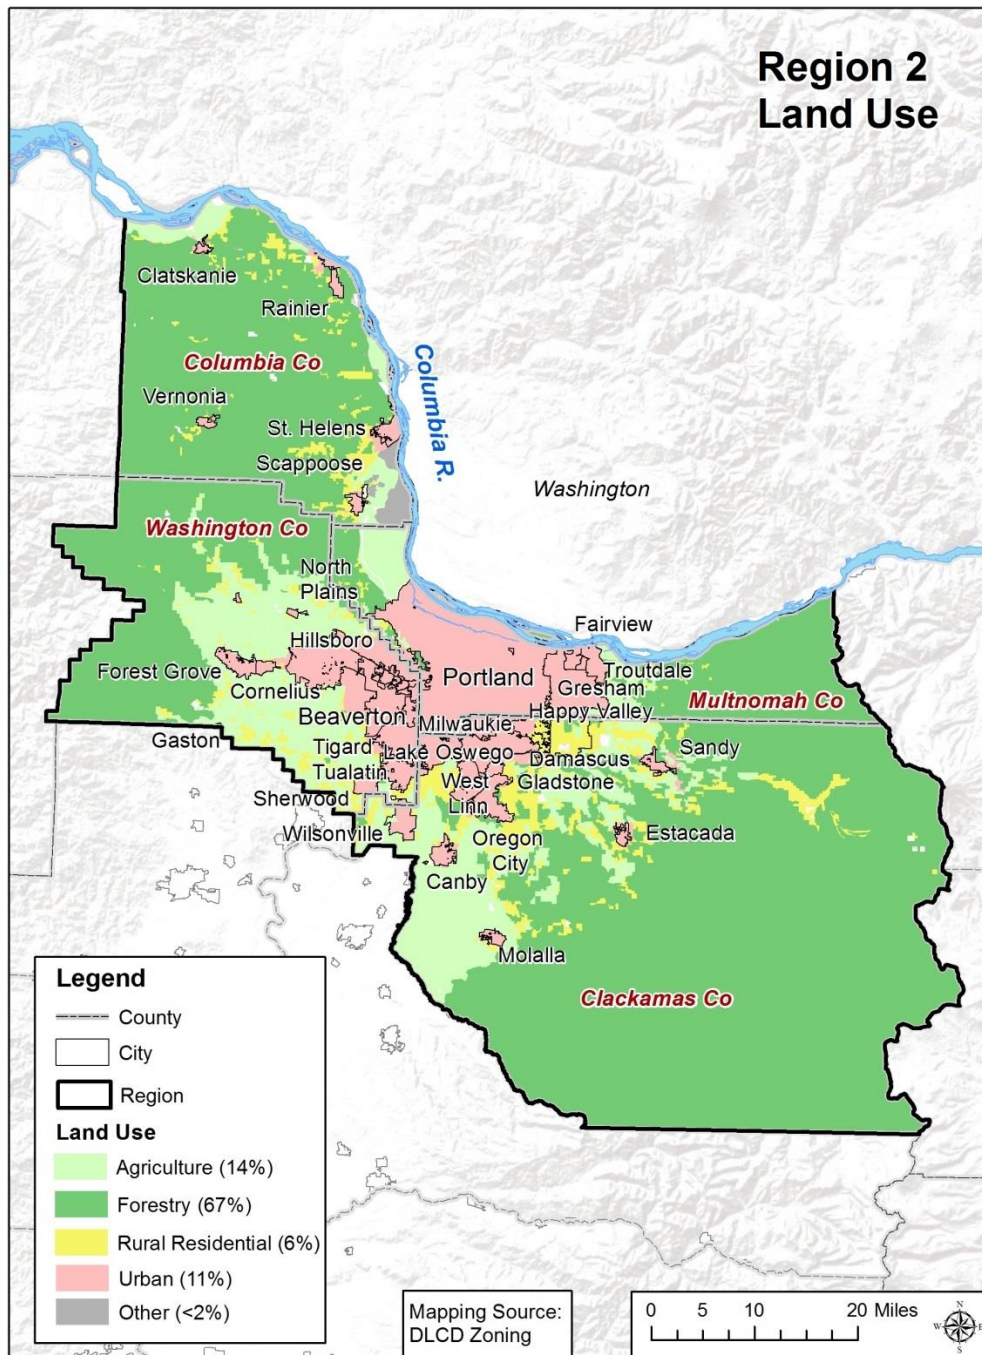 Region 2
Land Use
Clatskanie
Rainier
Columbia Co
Vernonia
St. Helens
Scappoose
Columbia R.
Washington
Washington Co
North
Plains
Fairview
Hillsboro
Forest Grove
Cornelius
Portland
Troutdale
Gresham
Multnomah Co
Beaverton
Milwaukie
Happy Valley
Gaston
Tigard
Lake Oswego
Damascus
Sandy
Tualatin
West
Linn
Gladstone
Sherwood
Wilsonville
Oregon
City
Estacada
Canby
Molalla
Clackamas Co
Legend
County
City
Region
Land Use
Agriculture (14%)
Forestry (67%)
Rural Residential (6%)
Urban (11%)
Other (<2%)
Mapping Source:
DLCD Zoning
0 5 10 20 Miles
N
W E
S